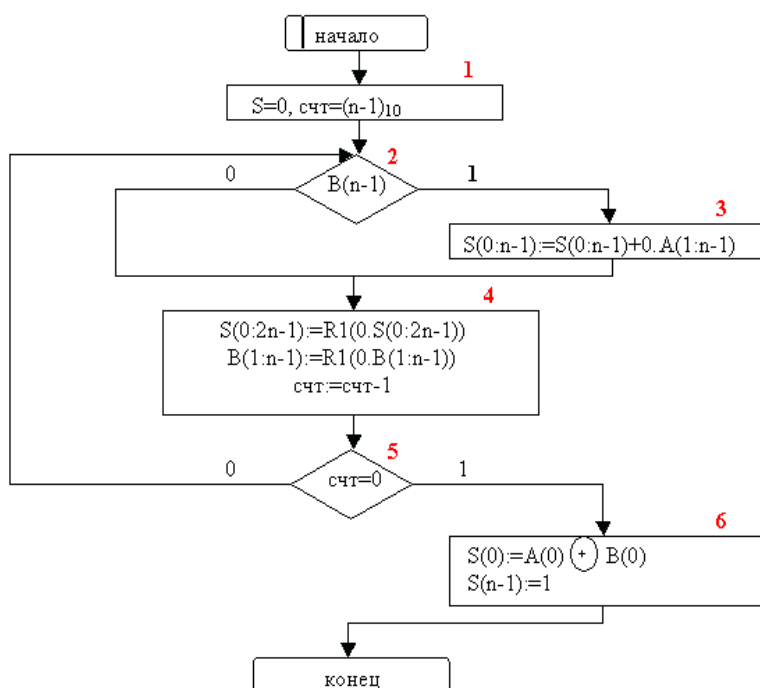 начало
1
S=0, счт=(n-1)₁₀
2
0
B(n-1)
1
3
S(0:n-1):=S(0:n-1)+0.A(1:n-1)
4
S(0:2n-1):=R1(0.S(0:2n-1))
B(1:n-1):=R1(0.B(1:n-1))
счт:=счт-1
5
0
счт=0
1
6
S(0):=A(0) + B(0)
S(n-1):=1
конец